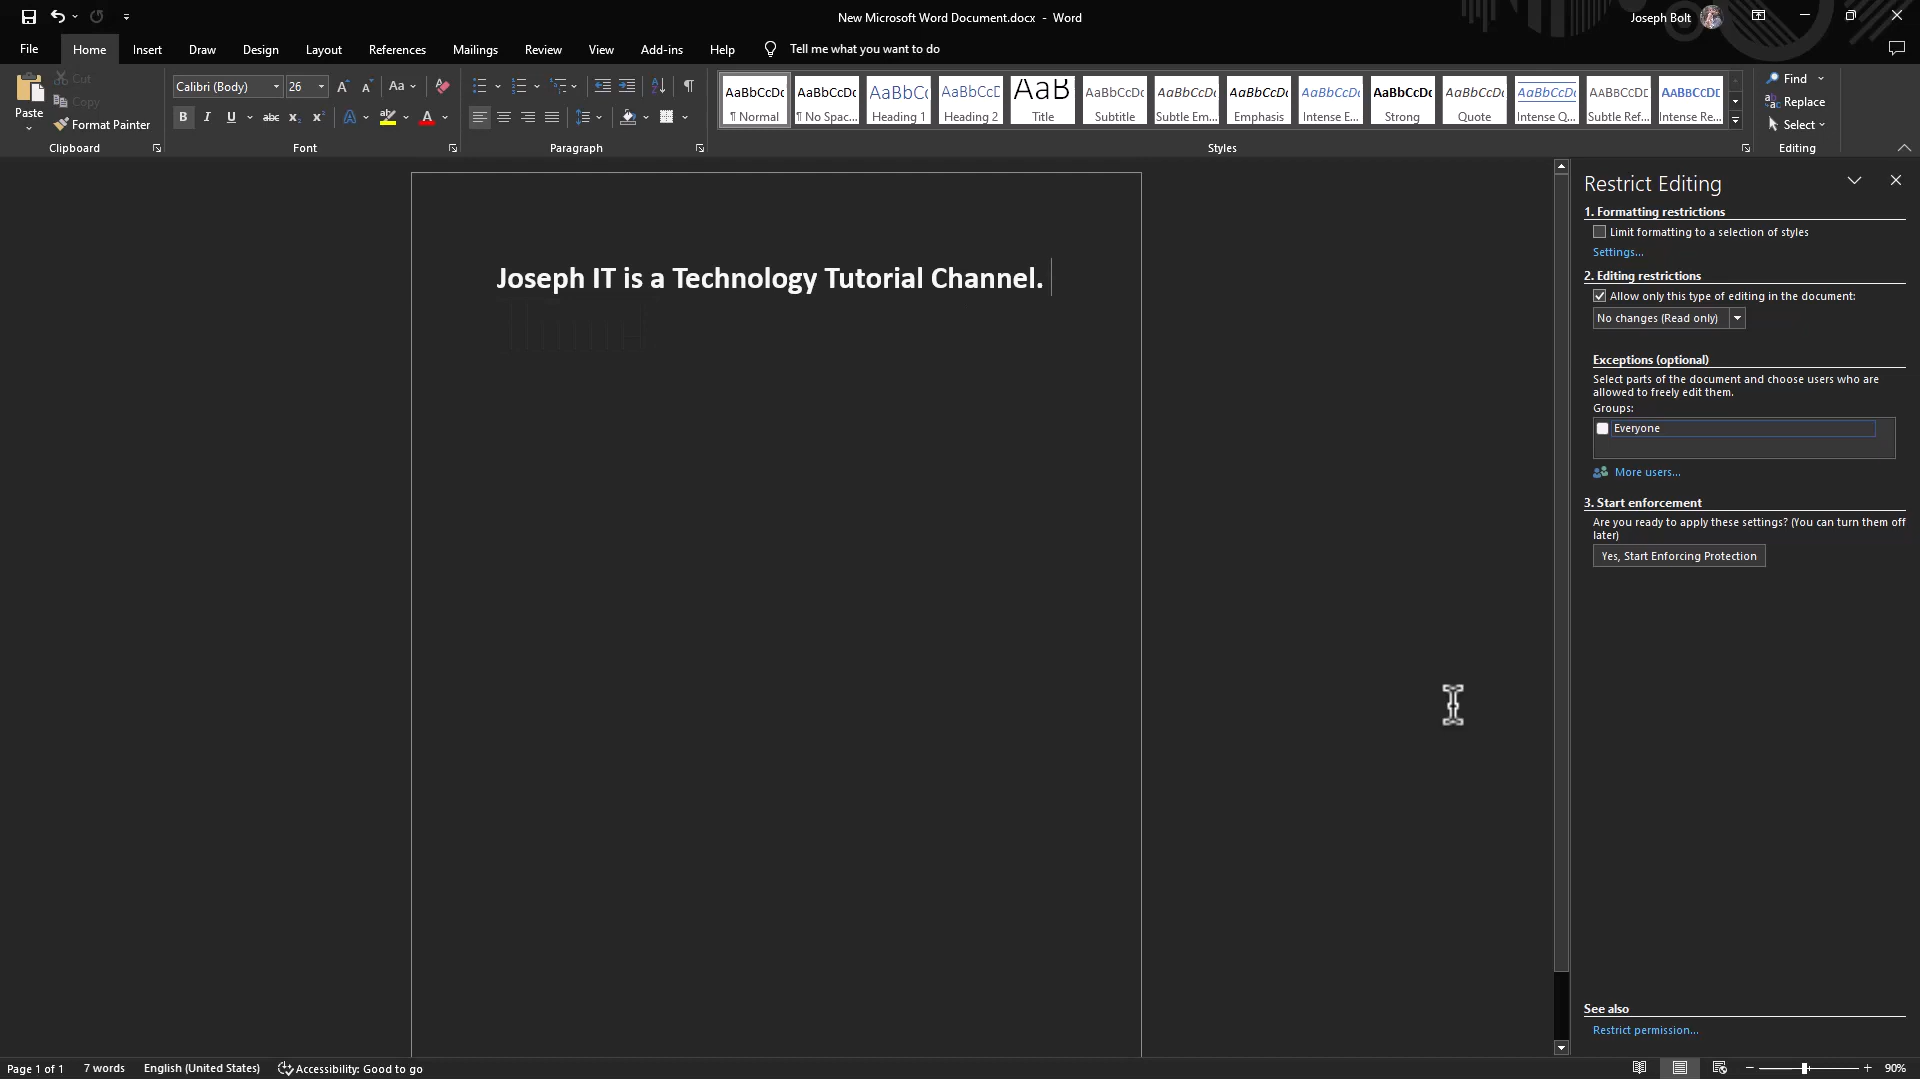 New Microsoft Word Document.docx - Word
Joseph Bolt
File Home Insert Draw Design Layout References Mailings Review View Add-ins Help Tell me what you want to do
Paste
Cut
Copy
Format Painter
Clipboard
Calibri (Body) 26
Aa
B I U abc x₂ x² A A
Font
Paragraph
AaBbCcDc AaBbCcDc AaBbC( AaBbCcD AaB AaBbCcD AaBbCcDc AaBbCcDc AaBbCcDc AaBbCcDc AaBbCcDc AaBbCcDc AABBCCDE AABBCCDE
¶ Normal ¶ No Spac... Heading 1 Heading 2 Title Subtitle Subtle Em... Emphasis Intense E... Strong Quote Intense Q... Subtle Ref... Intense Re...
Styles
Find
Replace
Select
Editing
Joseph IT is a Technology Tutorial Channel.
Restrict Editing
1. Formatting restrictions
Limit formatting to a selection of styles
Settings...
2. Editing restrictions
Allow only this type of editing in the document:
No changes (Read only)
Exceptions (optional)
Select parts of the document and choose users who are
allowed to freely edit them.
Groups:
Everyone
More users...
3. Start enforcement
Are you ready to apply these settings? (You can turn them off
later)
Yes, Start Enforcing Protection
See also
Restrict permission...
Page 1 of 1 7 words English (United States) Accessibility: Good to go 90%